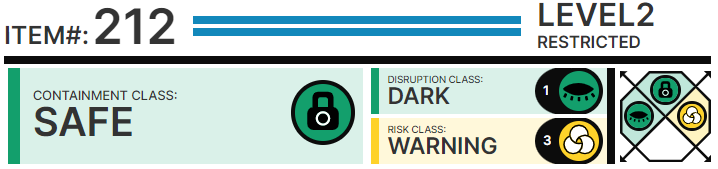 ITEM#: 212
LEVEL2
RESTRICTED
CONTAINMENT CLASS:
SAFE
DISRUPTION CLASS:
DARK
1
RISK CLASS:
WARNING
3